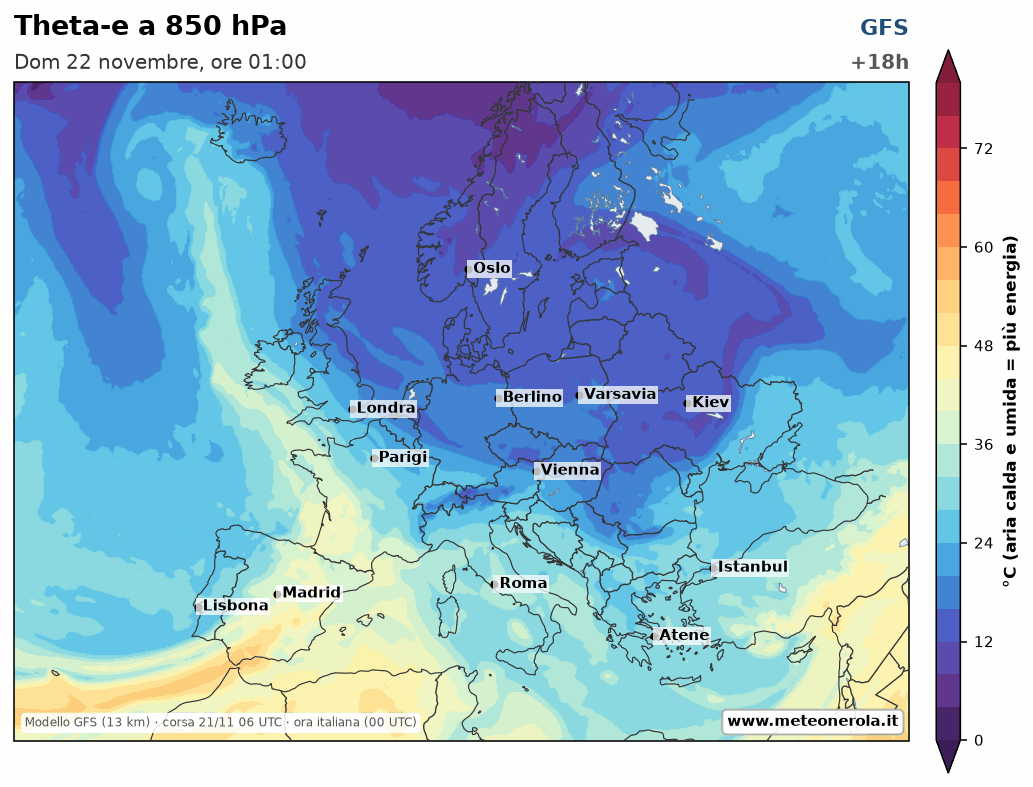 Theta-e a 850 hPa
GFS
Dom 22 novembre, ore 01:00
+18h
Oslo
Berlino
Varsavia
Kiev
Londra
Parigi
Vienna
Istanbul
Roma
Madrid
Lisbona
Atene
Modello GFS (13 km) · corsa 21/11 06 UTC · ora italiana (00 UTC)
www.meteonerola.it
72
60
48
36
24
12
0
°C (aria calda e umida = più energia)